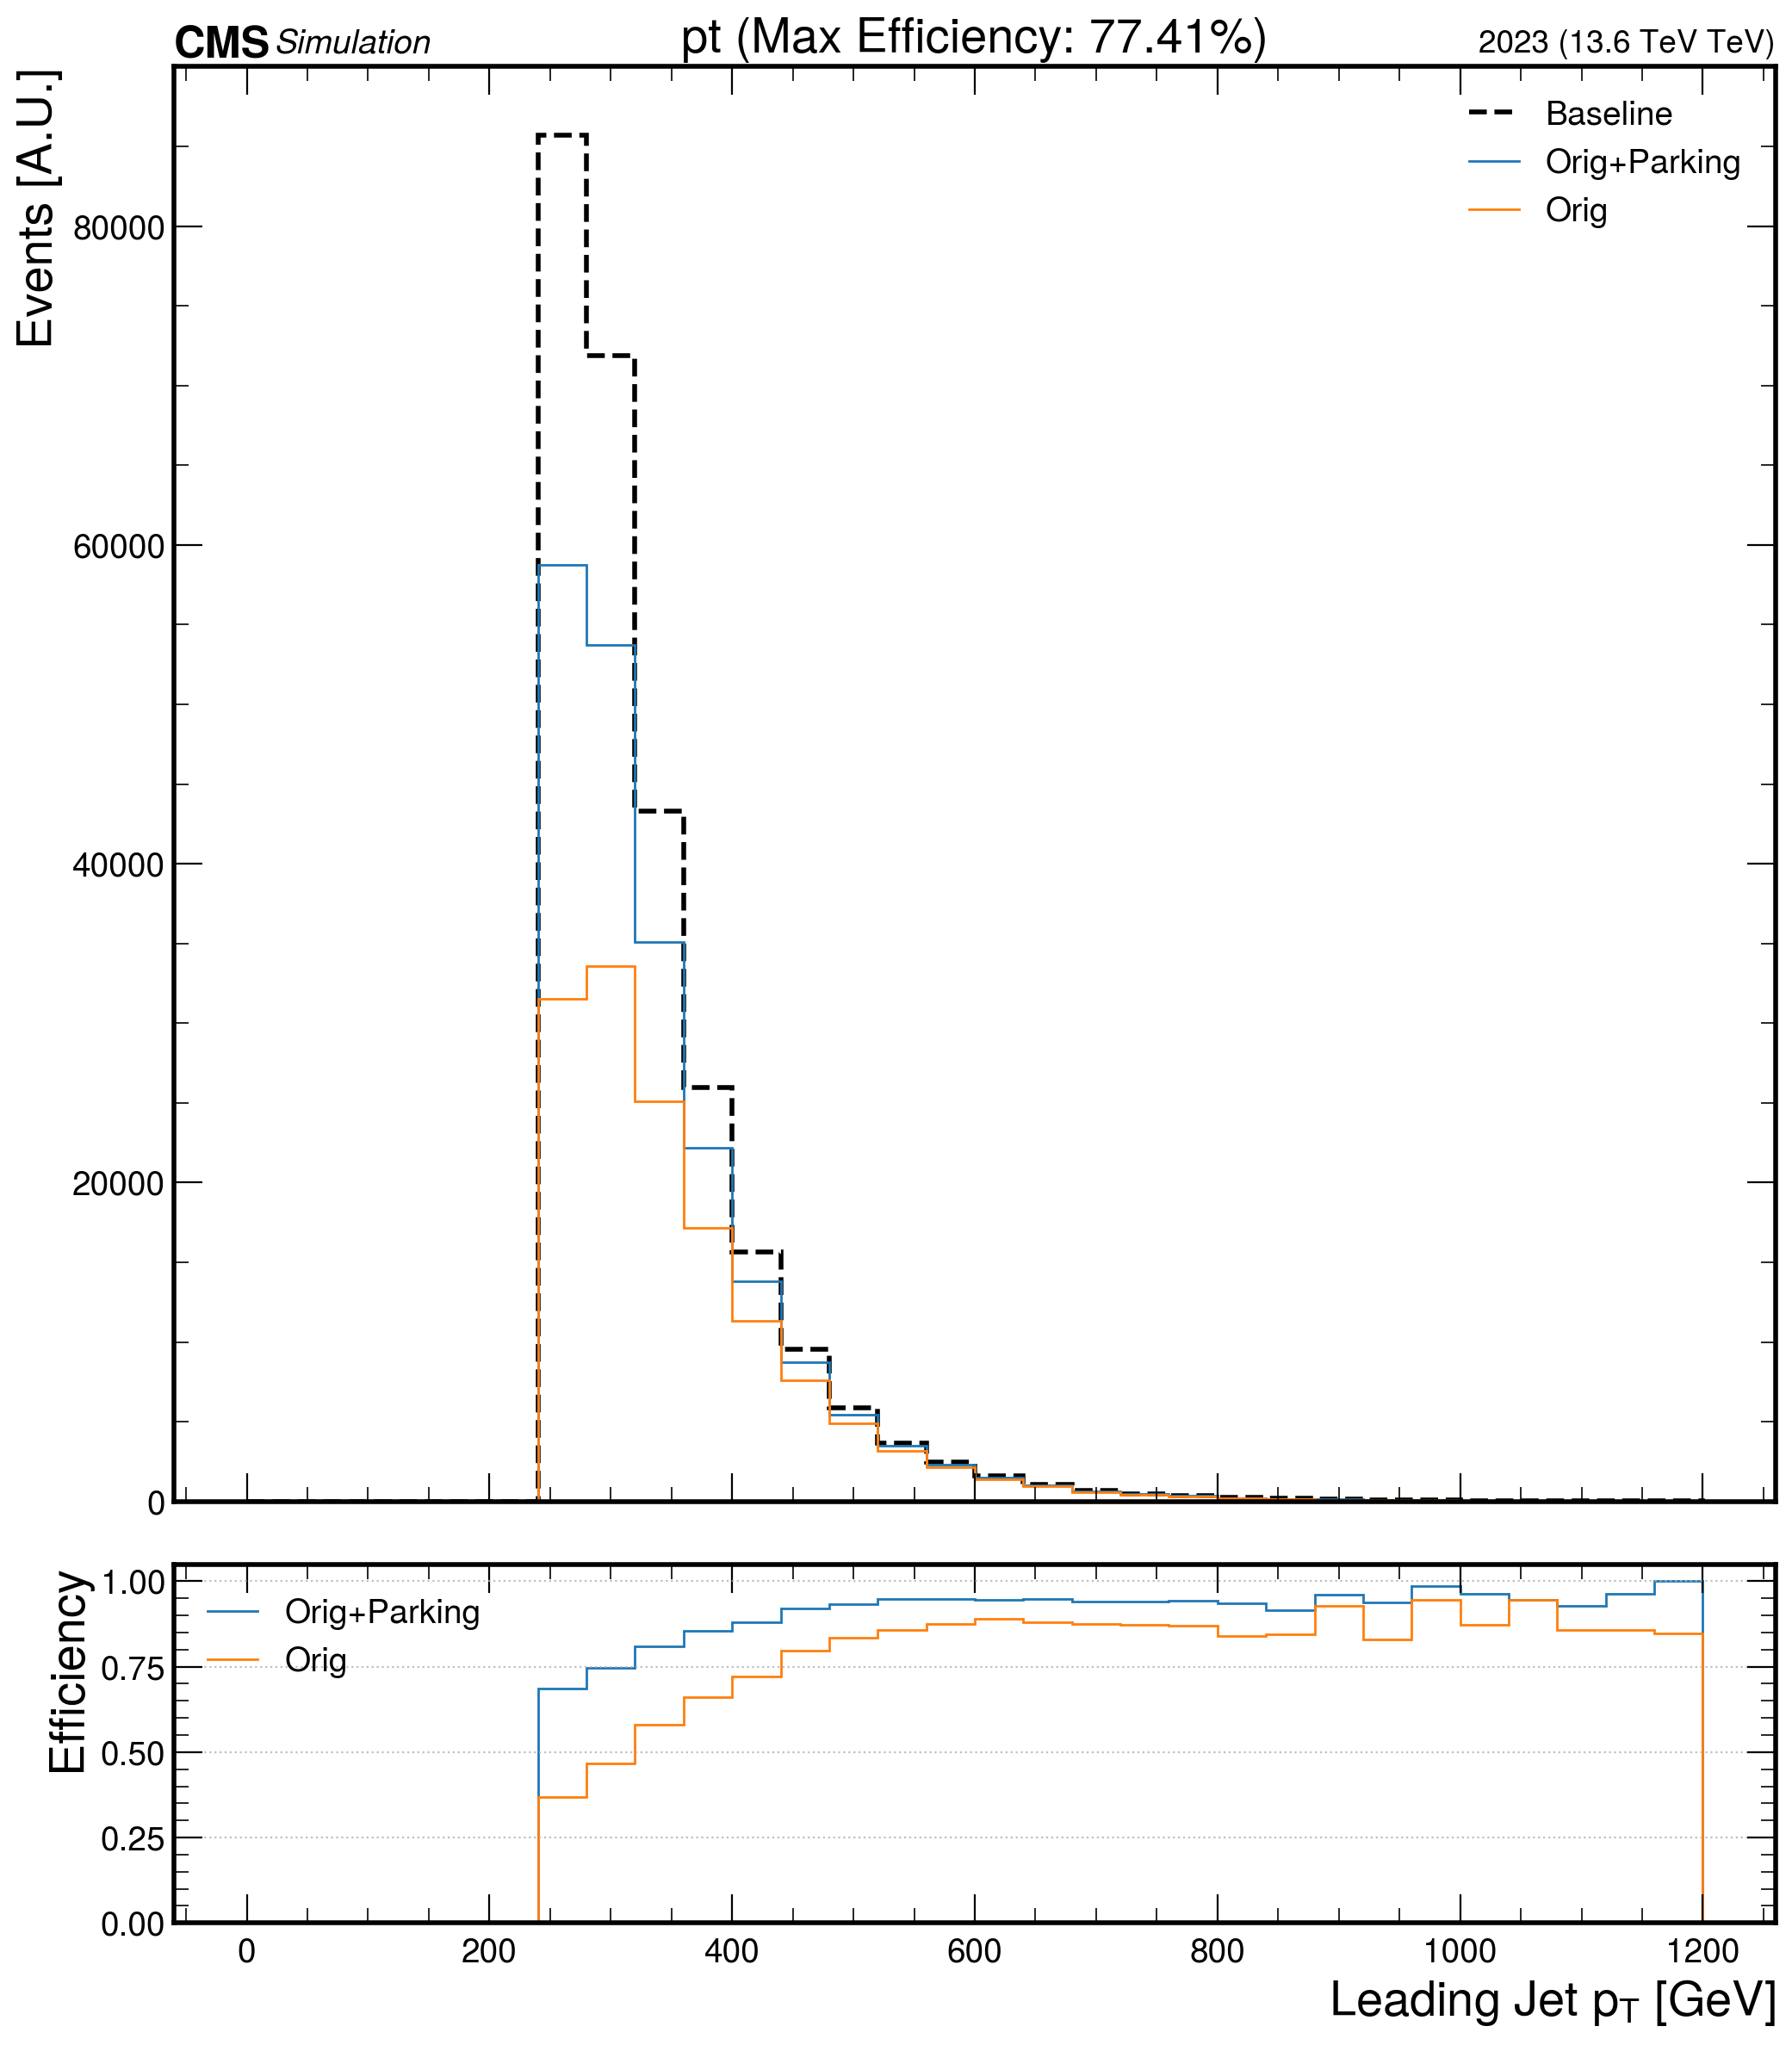 CMS Simulation pt (Max Efficiency: 77.41%) 2023 (13.6 TeV TeV)
Events [A.U.]
Baseline
Orig+Parking
Orig
80000
60000
40000
20000
0
Efficiency
Orig+Parking
Orig
1.00
0.75
0.50
0.25
0.00
0 200 400 600 800 1000 1200
Leading Jet pT [GeV]